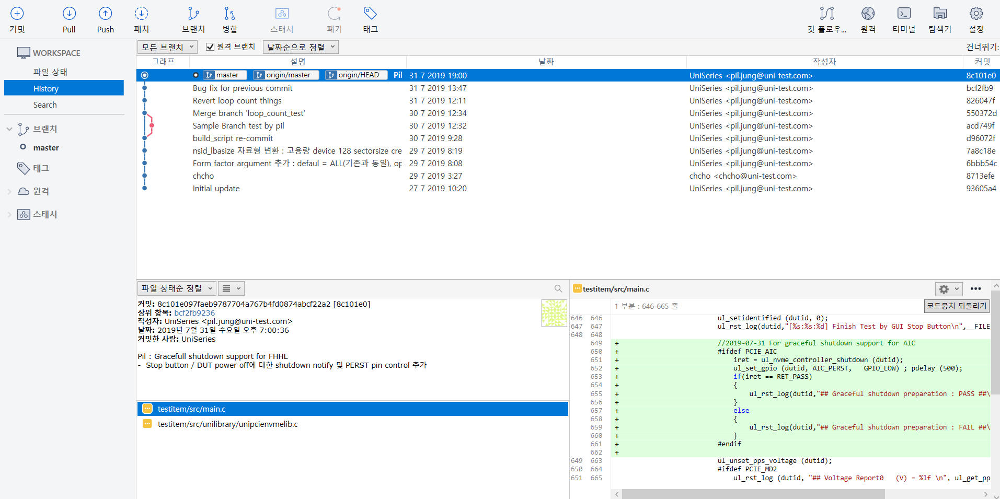 커밋 Pull Push 패치 브랜치 병합 스태시 폐기 태그 깃 플로우... 원격 터미널 탐색기 설정
WORKSPACE
파일 상태
History
Search
브랜치
master
태그
원격
스태시
모든 브랜치 원격 브랜치 날짜순으로 정렬 건너뛰기:
그래프 설명 날짜 작성자 커밋
master origin/master origin/HEAD Pil 31 7 2019 19:00 UniSeries <pil.jung@uni-test.com> 8c101e0
Bug fix for previous commit 31 7 2019 13:47 UniSeries <pil.jung@uni-test.com> bcf2fb9
Revert loop count things 31 7 2019 12:11 UniSeries <pil.jung@uni-test.com> 826047f
Merge branch 'loop_count_test' 30 7 2019 12:34 UniSeries <pil.jung@uni-test.com> 550372d
Sample Branch test by pil 30 7 2019 12:32 UniSeries <pil.jung@uni-test.com> acd749f
build_script re-commit 30 7 2019 9:28 UniSeries <pil.jung@uni-test.com> d96072f
nsid_lbasize 자료형 변환 : 고용량 device 128 sectorsize cre 29 7 2019 8:19 UniSeries <pil.jung@uni-test.com> 7a8c18e
Form factor argument 추가 : defaul = ALL(기존과 동일), op 29 7 2019 8:08 UniSeries <pil.jung@uni-test.com> 6bbb54c
chcho 29 7 2019 3:27 chcho <chcho@uni-test.com> 8713efe
Initial update 27 7 2019 10:20 UniSeries <pil.jung@uni-test.com> 93605a4
파일 상태순 정렬
커밋: 8c101e097faeb9787704a767b4fd0874abcf22a2 [8c101e0]
상위 항목: bcf2fb9236
작성자: UniSeries <pil.jung@uni-test.com>
날짜: 2019년 7월 31일 수요일 오후 7:00:36
커밋한 사람: UniSeries
Pil : Gracefull shutdown support for FHHL
- Stop button / DUT power off에 대한 shutdown notify 및 PERST pin control 추가
testitem/src/main.c
testitem/src/unilibrary/unipcienvmelib.c
testitem/src/main.c
1 부분 : 646-665 줄 코드뭉치 되돌리기
646 646 ul_setidentified (dutid, 0);
647 647 ul_rst_log(dutid,"[%s:%s:%d] Finish Test by GUI Stop Button\n",__FILE_
648 648
649 + //2019-07-31 For graceful shutdown support for AIC
650 + #ifdef PCIE_AIC
651 + iret = ul_nvme_controller_shutdown (dutid);
652 + ul_set_gpio (dutid, AIC_PERST, GPIO_LOW) ; pdelay (500);
653 + if(iret == RET_PASS)
654 + {
655 + ul_rst_log(dutid,"## Graceful shutdown preparation : PASS ##\
656 + }
657 + else
658 + {
659 + ul_rst_log(dutid,"## Graceful shutdown preparation : FAIL ##\
660 + }
661 + #endif
662 +
649 663 ul_unset_pps_voltage (dutid);
650 664 #ifdef PCIE_MD2
651 665 ul_rst_log (dutid, "## Voltage Report0 (V) = %lf \n", ul_get_pp